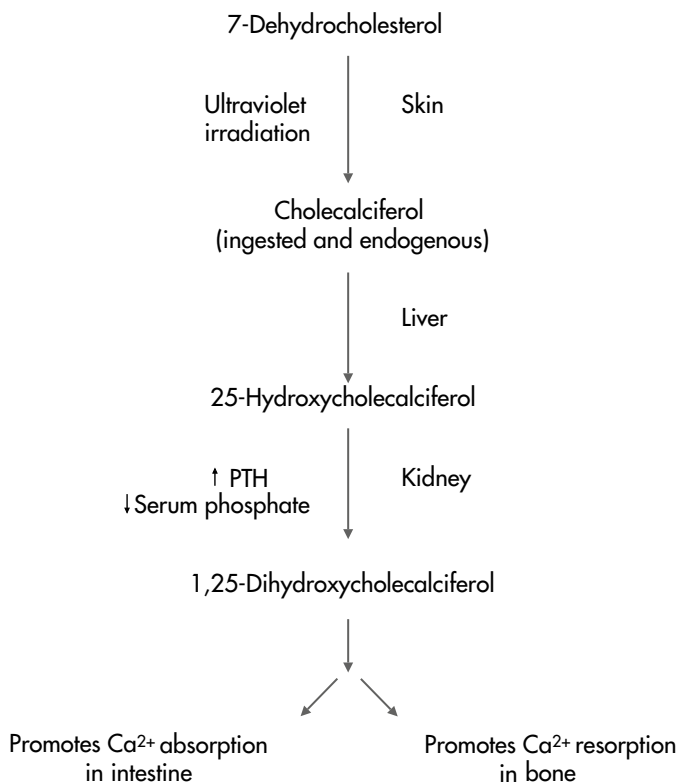 7-Dehydrocholesterol
Ultraviolet
irradiation
Skin
Cholecalciferol
(ingested and endogenous)
Liver
25-Hydroxycholecalciferol
↑ PTH
↓Serum phosphate
Kidney
1,25-Dihydroxycholecalciferol
Promotes Ca²⁺ absorption
in intestine
Promotes Ca²⁺ resorption
in bone